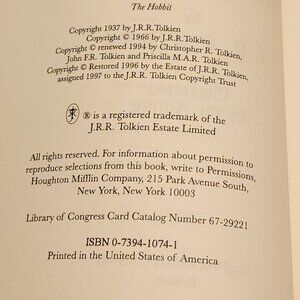 The Hobbit
Copyright 1937 by J.R.R.Tolkien
Copyright © 1966 by J.R.R.Tolkien
Copyright © renewed 1994 by Christopher R. Tolkien,
John F.R. Tolkien and Priscilla M.A.R. Tolkien
Copyright © Restored 1996 by the Estate of J.R.R. Tolkien,
assigned 1997 to the J.R.R. Tolkien Copyright Trust
® is a registered trademark of the
J.R.R. Tolkien Estate Limited
All rights reserved. For information about permission to
reproduce selections from this book, write to Permissions,
Houghton Mifflin Company, 215 Park Avenue South,
New York, New York 10003
Library of Congress Card Catalog Number 67-29221
ISBN 0-7394-1074-1
Printed in the United States of America